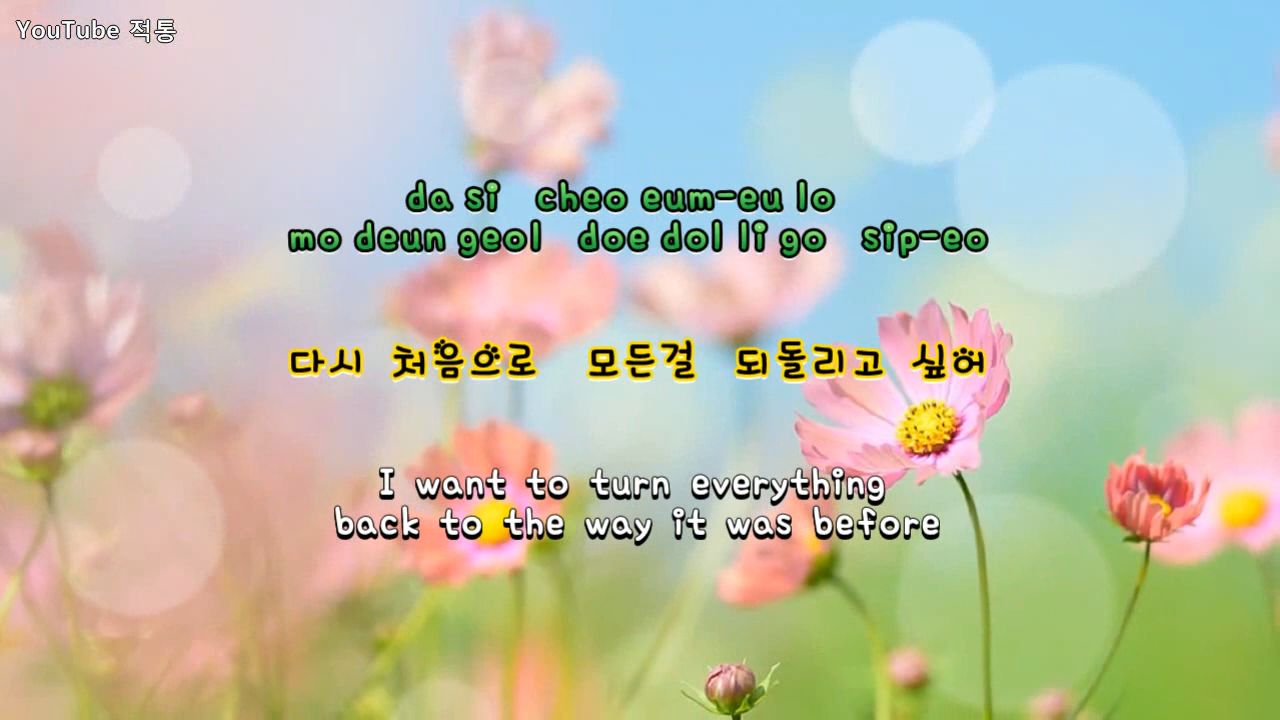 YouTube 적통
da si cheo eum-eu lo
mo deun geol doe dol li go sip-eo
다시 처음으로 모든걸 되돌리고 싶어
I want to turn everything
back to the way it was before